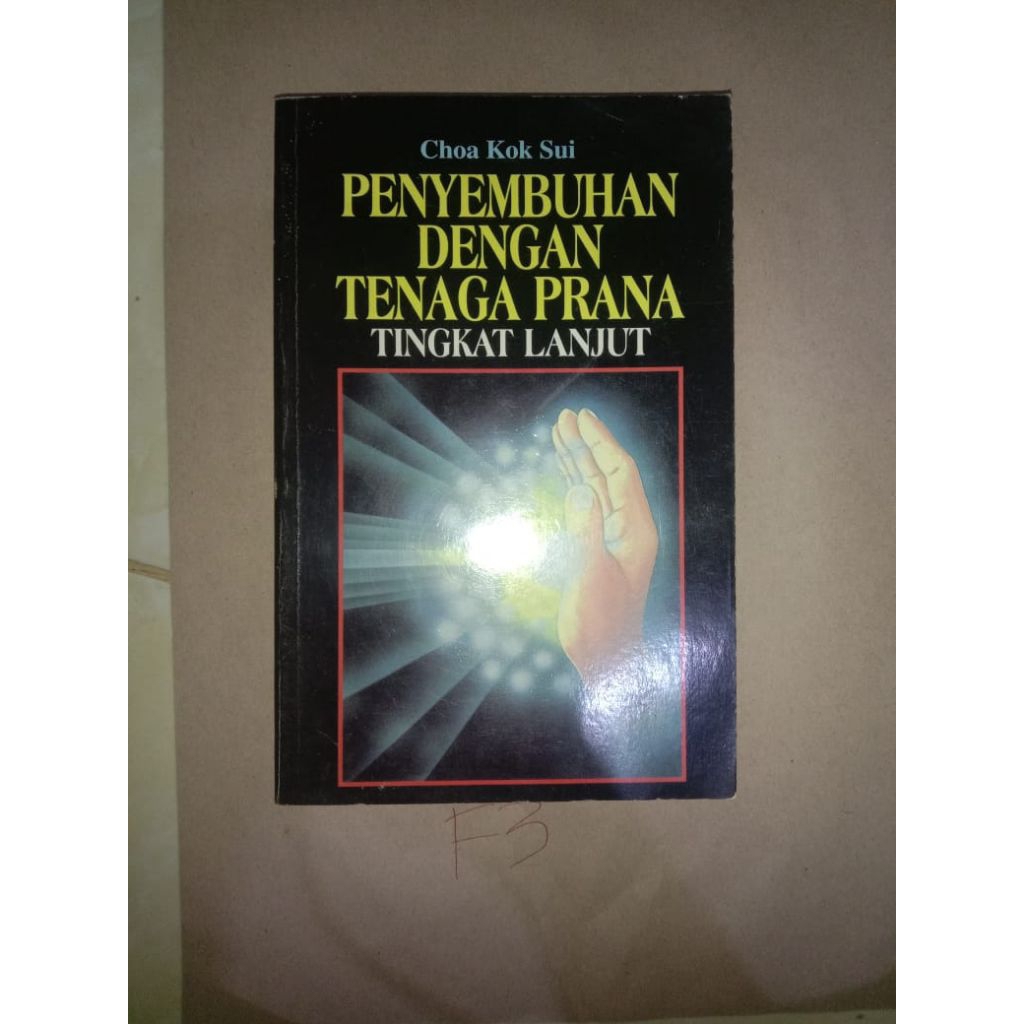 Choa Kok Sui
PENYEMBUHAN
DENGAN
TENAGA PRANA
TINGKAT LANJUT
F3